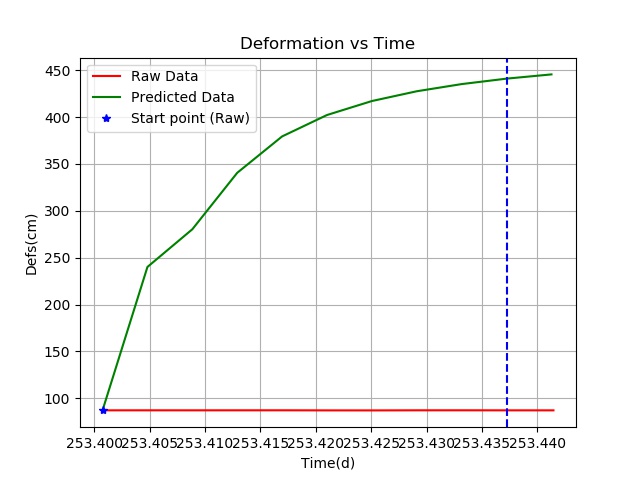 Deformation vs Time
Raw Data
Predicted Data
Start point (Raw)
Defs(cm)
450
400
350
300
250
200
150
100
253.400 253.405 253.410 253.415 253.420 253.425 253.430 253.435 253.440
Time(d)